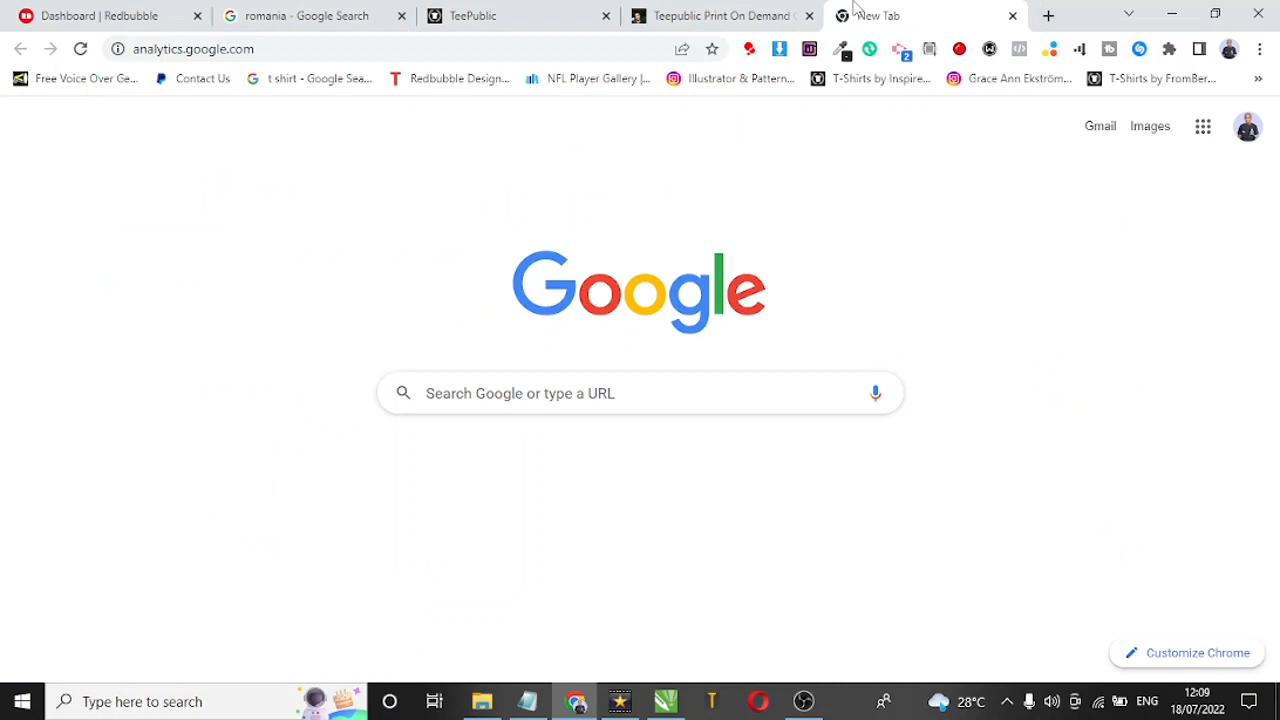 Dashboard | Redbubble
romania - Google Search
TeePublic
Teepublic Print On Demand
New Tab
analytics.google.com
2
Free Voice Over Ge...
Contact Us
t shirt - Google Sea...
Redbubble Design...
NFL Player Gallery |...
Illustrator & Pattern...
T-Shirts by Inspire...
Grace Ann Ekström...
T-Shirts by FromBer...
Gmail
Images
Google
Search Google or type a URL
Customize Chrome
Type here to search
28°C
ENG
12:09
18/07/2022